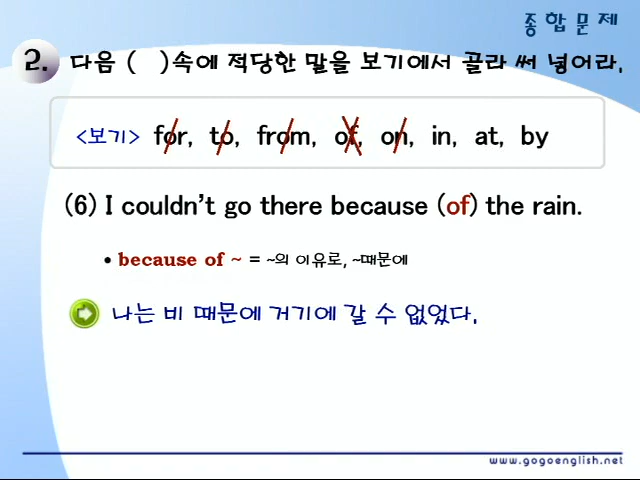 종합문제
2. 다음 (   )속에 적당한 말을 보기에서 골라 써 넣어라.
<보기> for, to, from, of, on, in, at, by
(6) I couldn't go there because (of) the rain.
• because of ~ = ~의 이유로, ~때문에
나는 비 때문에 거기에 갈 수 없었다.
www.gogoenglish.net